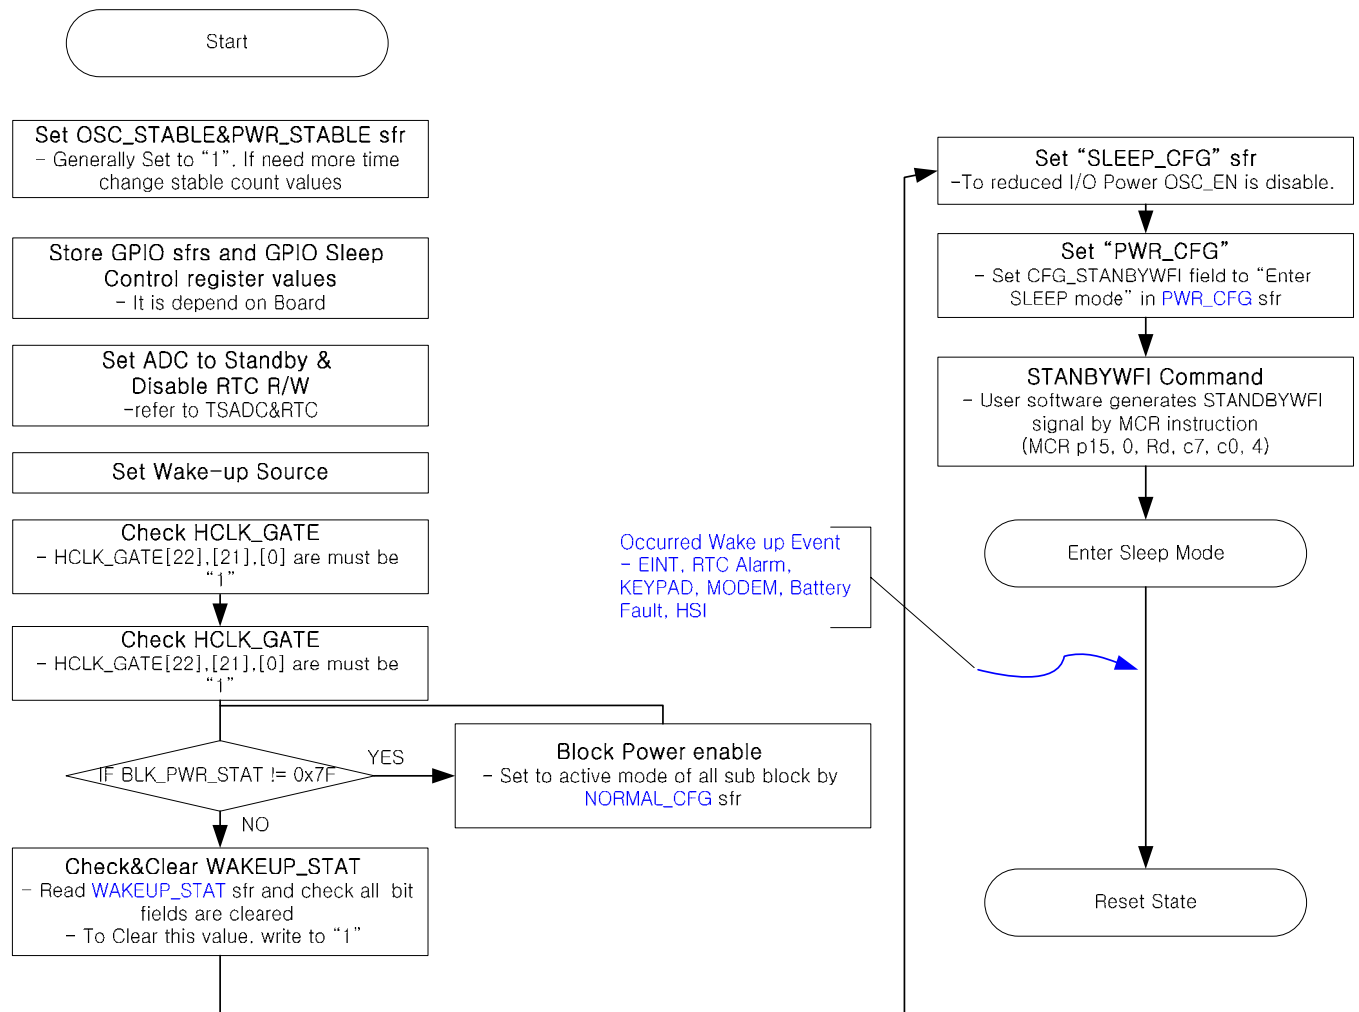 Start
Set OSC_STABLE&PWR_STABLE sfr
- Generally Set to “1”. If need more time
change stable count values
Store GPIO sfrs and GPIO Sleep
Control register values
- It is depend on Board
Set ADC to Standby &
Disable RTC R/W
-refer to TSADC&RTC
Set Wake-up Source
Check HCLK_GATE
- HCLK_GATE[22],[21],[0] are must be
“1”
Check HCLK_GATE
- HCLK_GATE[22],[21],[0] are must be
“1”
IF BLK_PWR_STAT != 0x7F
YES
NO
Block Power enable
- Set to active mode of all sub block by
NORMAL_CFG sfr
Check&Clear WAKEUP_STAT
- Read WAKEUP_STAT sfr and check all bit
fields are cleared
- To Clear this value. write to “1”
Occurred Wake up Event
- EINT, RTC Alarm,
KEYPAD, MODEM, Battery
Fault, HSI
Set “SLEEP_CFG” sfr
-To reduced I/O Power OSC_EN is disable.
Set “PWR_CFG”
- Set CFG_STANBYWFI field to “Enter
SLEEP mode” in PWR_CFG sfr
STANBYWFI Command
- User software generates STANDBYWFI
signal by MCR instruction
(MCR p15, 0, Rd, c7, c0, 4)
Enter Sleep Mode
Reset State